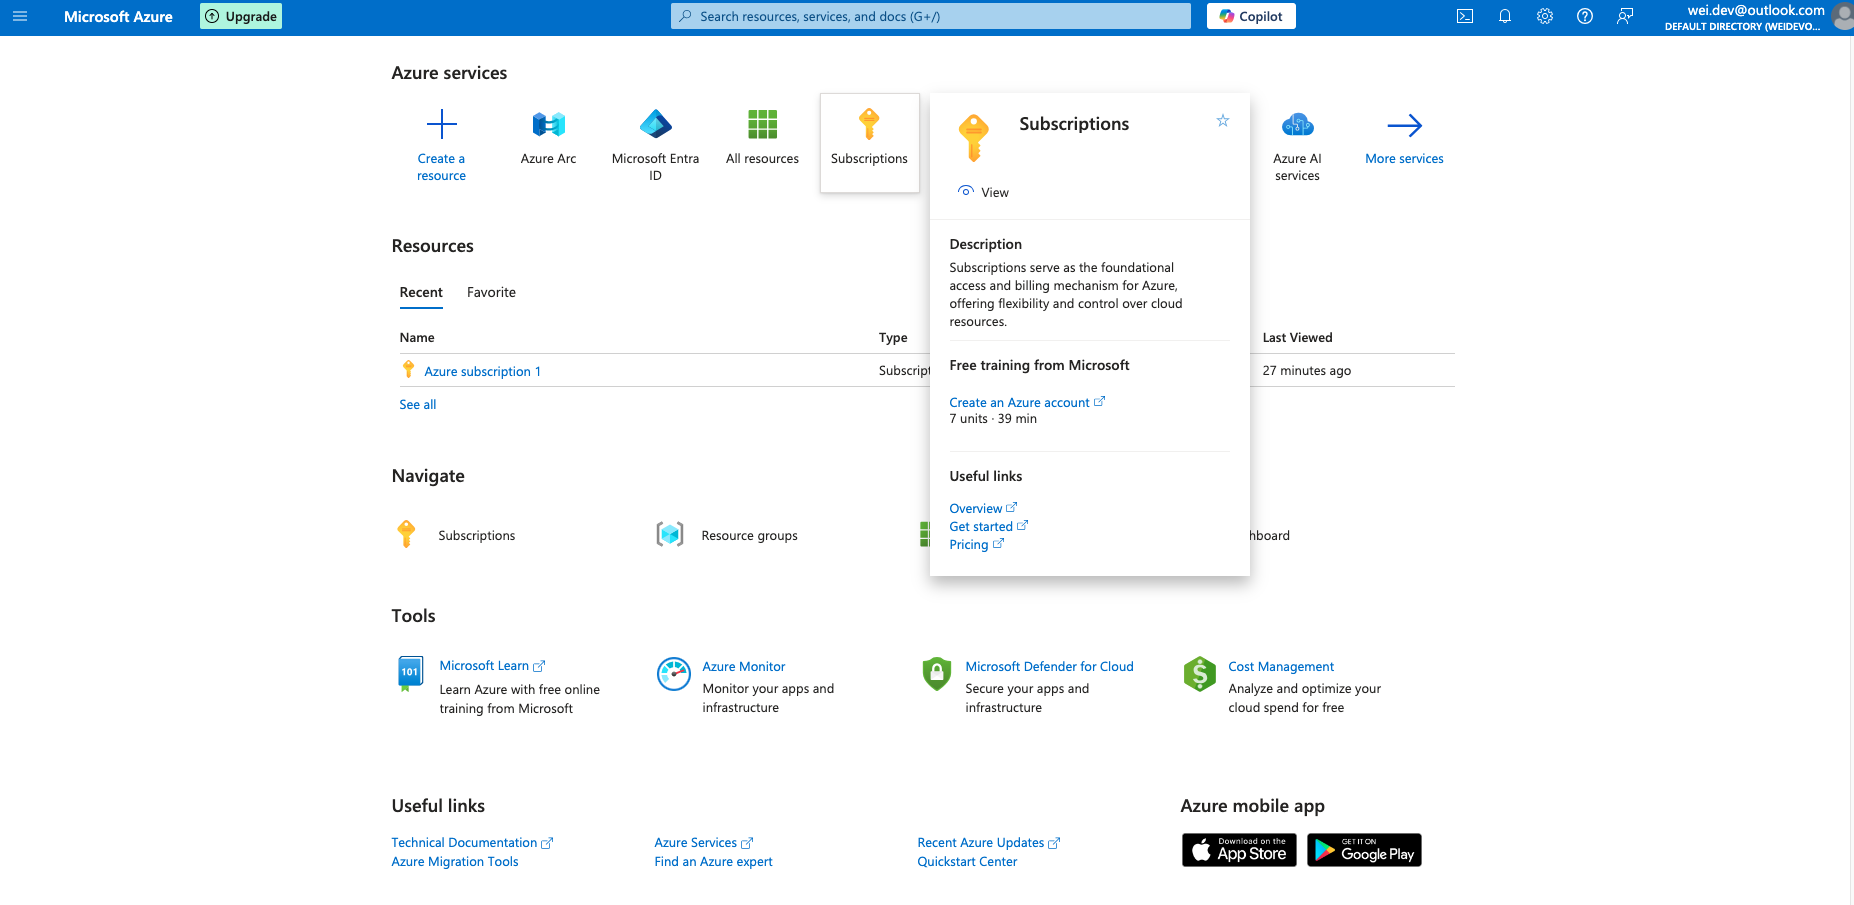 Microsoft Azure
Upgrade
Search resources, services, and docs (G+/)
Copilot
wei.dev@outlook.com
DEFAULT DIRECTORY (WEIDEVO...
Azure services
Create a
resource
Azure Arc
Microsoft Entra
ID
All resources
Subscriptions
Azure AI
services
More services
Subscriptions
View
Description
Subscriptions serve as the foundational
access and billing mechanism for Azure,
offering flexibility and control over cloud
resources.
Free training from Microsoft
Create an Azure account
7 units · 39 min
Useful links
Overview
Get started
Pricing
Resources
Recent
Favorite
Name
Type
Last Viewed
Azure subscription 1
Subscript
27 minutes ago
See all
Navigate
Subscriptions
Resource groups
hboard
Tools
101
Microsoft Learn
Learn Azure with free online
training from Microsoft
Azure Monitor
Monitor your apps and
infrastructure
Microsoft Defender for Cloud
Secure your apps and
infrastructure
$
Cost Management
Analyze and optimize your
cloud spend for free
Useful links
Technical Documentation
Azure Migration Tools
Azure Services
Find an Azure expert
Recent Azure Updates
Quickstart Center
Azure mobile app
Download on the
App Store
GET IT ON
Google Play